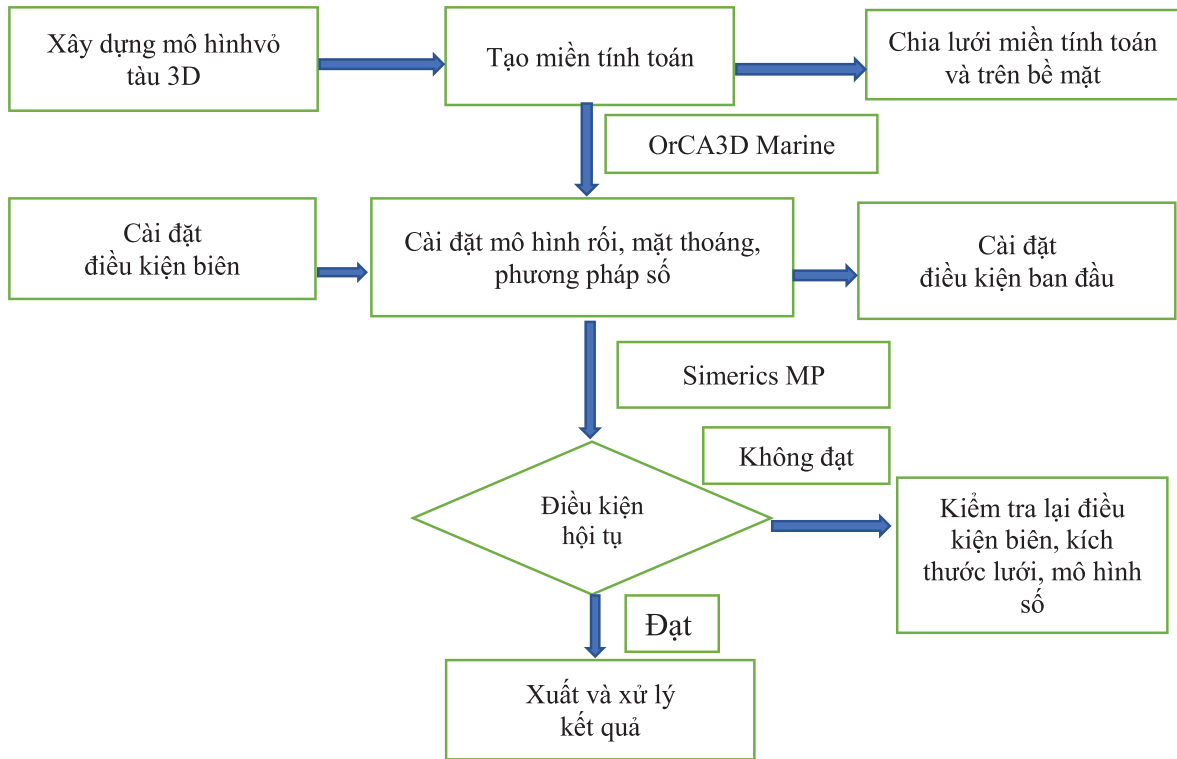 Xây dựng mô hìnhvỏ
tàu 3D
Tạo miền tính toán
Chia lưới miền tính toán
và trên bề mặt
OrCA3D Marine
Cài đặt
điều kiện biên
Cài đặt mô hình rối, mặt thoáng,
phương pháp số
Cài đặt
điều kiện ban đầu
Simerics MP
Không đạt
Điều kiện
hội tụ
Kiểm tra lại điều
kiện biên, kích
thước lưới, mô hình
số
Đạt
Xuất và xử lý
kết quả